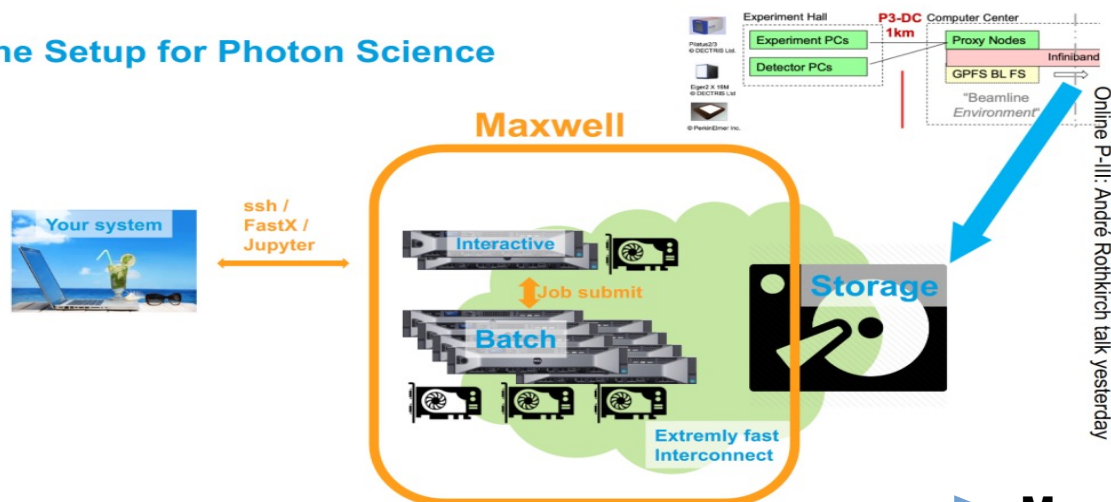 ne Setup for Photon Science
Pilatus2/3
© DECTRIS Ltd.
Eiger2 X 16M
© DECTRIS Ltd
© PerkinElmer Inc.
Experiment Hall
Experiment PCs
Detector PCs
P3-DC
1km
Computer Center
Proxy Nodes
Infiniband
GPFS BL FS
"Beamline
Environment"
Online P-III: André Rothkirch talk yesterday
Maxwell
Your system
ssh /
FastX /
Jupyter
Interactive
Job submit
Batch
Storage
Extremly fast
Interconnect
M